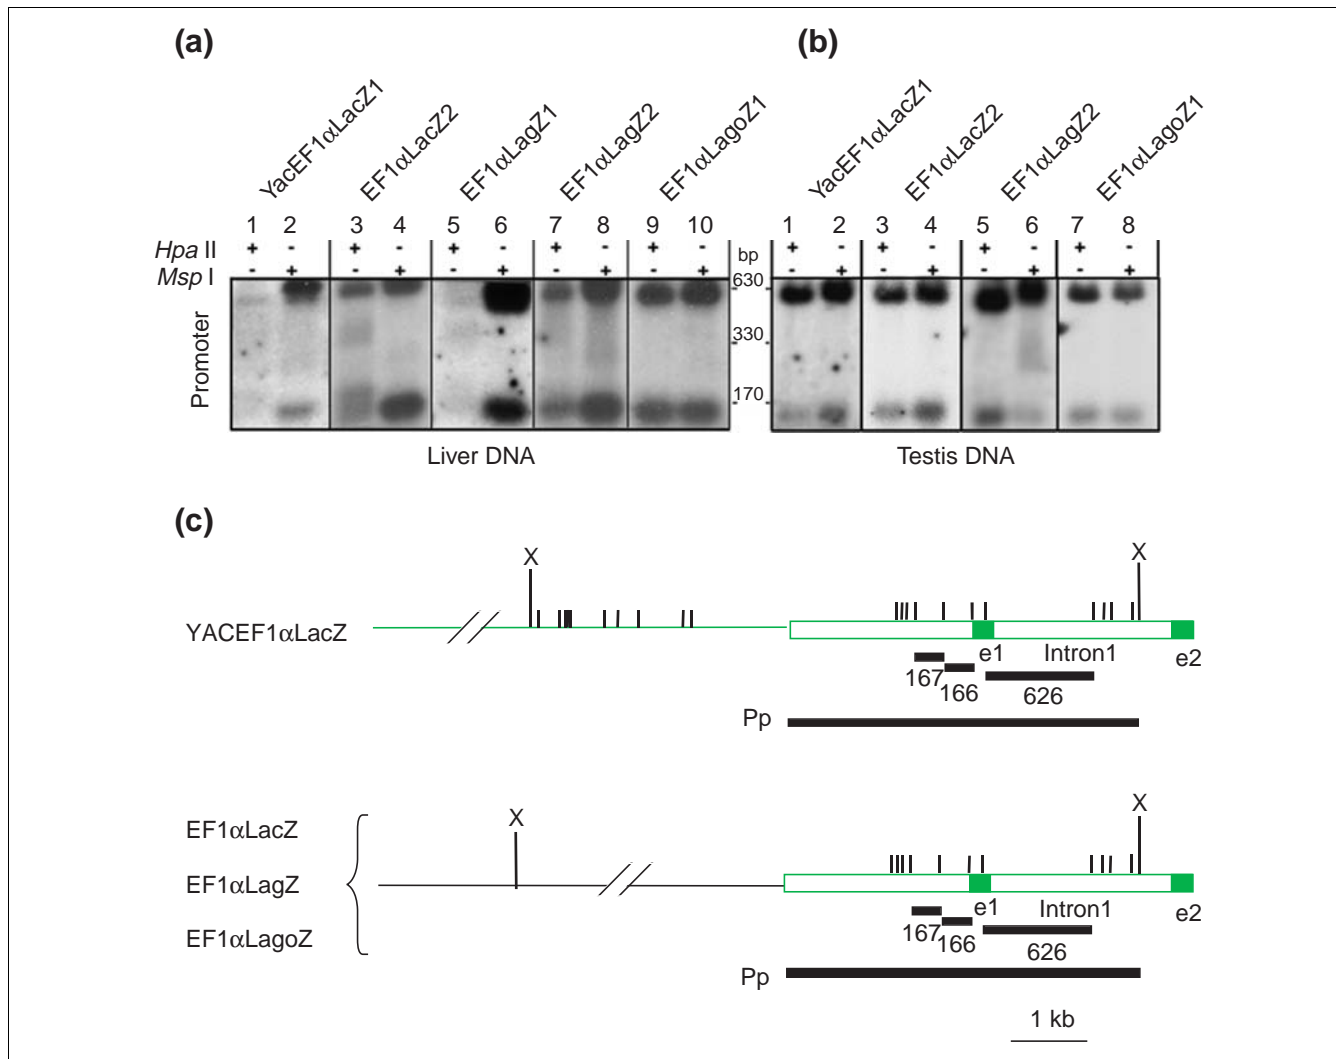 (a)
(b)
YacEF1αLacZ1
EF1αLacZ2
EF1αLagZ1
EF1αLagZ2
EF1αLagoZ1
YacEF1αLacZ1
EF1αLacZ2
EF1αLagZ2
EF1αLagoZ1
1 2 3 4 5 6 7 8 9 10 1 2 3 4 5 6 7 8
Hpa II + - + - + - + - + - bp + - + - + - + -
Msp I - + - + - + - + - + - + - + - + - +
630
330
170
Promoter
Liver DNA
Testis DNA
(c)
X X
YACEF1αLacZ
e1 Intron1 e2
167
166
626
Pp
X X
EF1αLacZ
EF1αLagZ
EF1αLagoZ
e1 Intron1 e2
167
166
626
Pp
1 kb